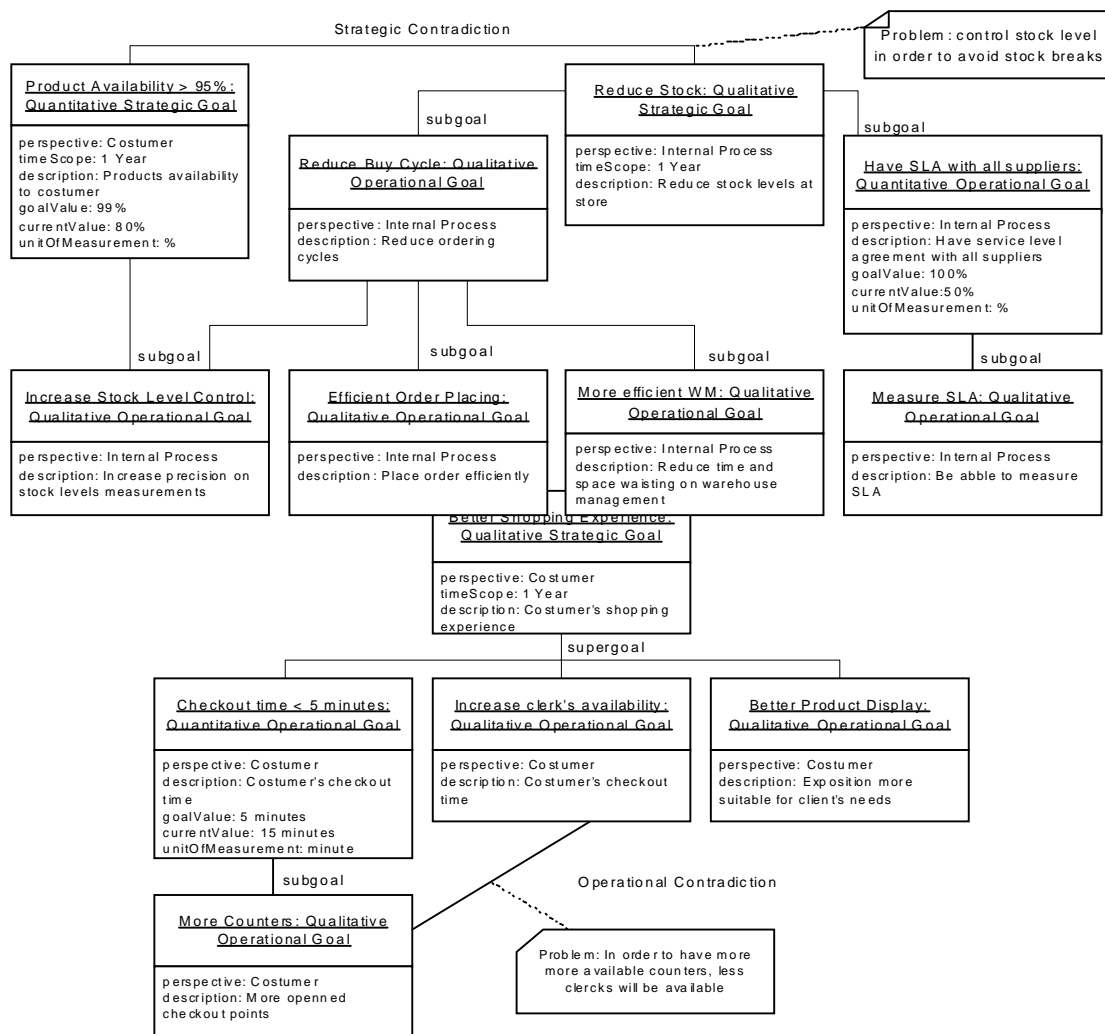 Strategic Contradiction
Problem: control stock level
in order to avoid stock breaks
Product Availability > 95%:
Quantitative Strategic Goal
perspective: Costumer
timeScope: 1 Year
description: Products availability
to costumer
goalValue: 99%
currentValue: 80%
unitOfMeasurement: %
Reduce Stock: Qualitative
Strategic Goal
perspective: Internal Process
timeScope: 1 Year
description: Reduce stock levels at
store
subgoal
Reduce Buy Cycle: Qualitative
Operational Goal
perspective: Internal Process
description: Reduce ordering
cycles
subgoal
Have SLA with all suppliers:
Quantitative Operational Goal
perspective: Internal Process
description: Have service level
agreement with all suppliers
goalValue: 100%
currentValue:50%
unitOfMeasurement: %
subgoal
subgoal
subgoal
subgoal
Increase Stock Level Control:
Qualitative Operational Goal
perspective: Internal Process
description: Increase precision on
stock levels measurements
Efficient Order Placing:
Qualitative Operational Goal
perspective: Internal Process
description: Place order efficiently
More efficient WM: Qualitative
Operational Goal
perspective: Internal Process
description: Reduce time and
space waisting on warehouse
management
Measure SLA: Qualitative
Operational Goal
perspective: Internal Process
description: Be abble to measure
SLA
Better Shopping Experience:
Qualitative Strategic Goal
perspective: Costumer
timeScope: 1 Year
description: Costumer's shopping
experience
supergoal
Checkout time < 5 minutes:
Quantitative Operational Goal
perspective: Costumer
description: Costumer's checkout
time
goalValue: 5 minutes
currentValue: 15 minutes
unitOfMeasurement: minute
Increase clerk's availability:
Qualitative Operational Goal
perspective: Costumer
description: Costumer's checkout
time
Better Product Display:
Qualitative Operational Goal
perspective: Costumer
description: Exposition more
suitable for client's needs
subgoal
Operational Contradiction
More Counters: Qualitative
Operational Goal
perspective: Costumer
description: More openned
checkout points
Problem: In order to have more
more available counters, less
clercks will be available